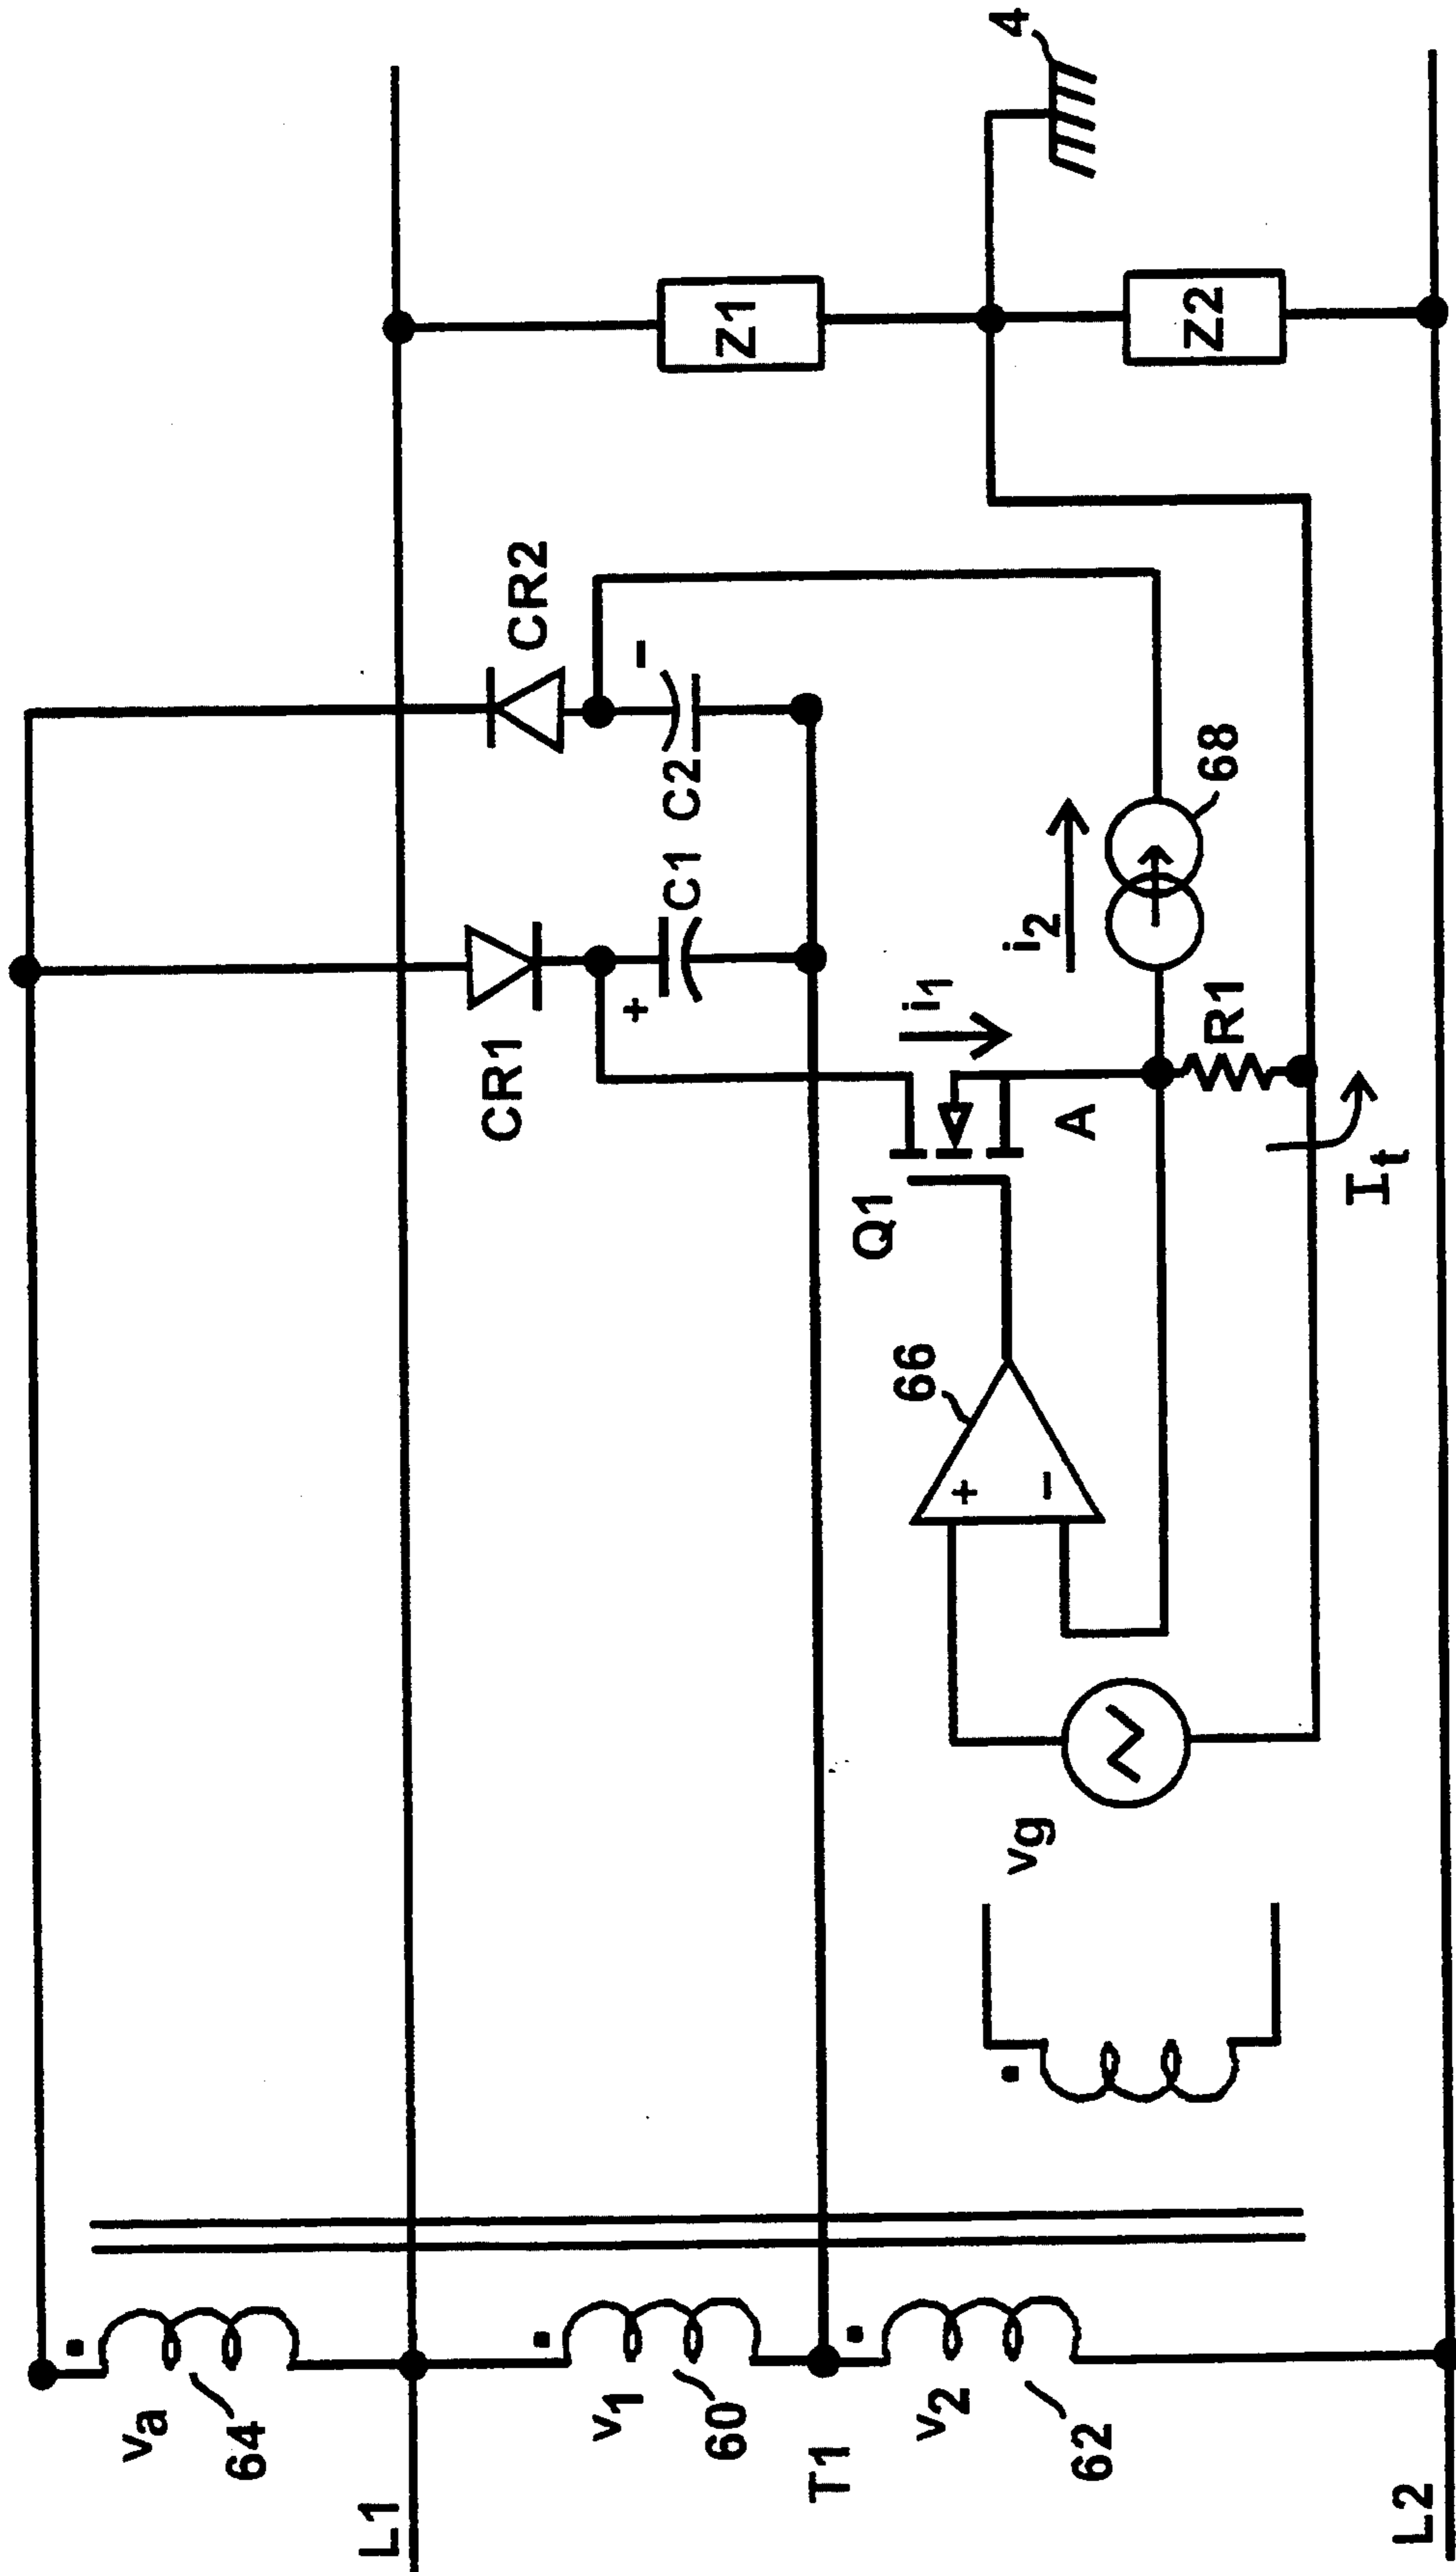 va
64
L1
v1
60
T1
v2
62
L2
vg
66
+
−
Q1
A
i1
i2
68
R1
It
CR1
+
C1
C2
−
CR2
Z1
Z2
4